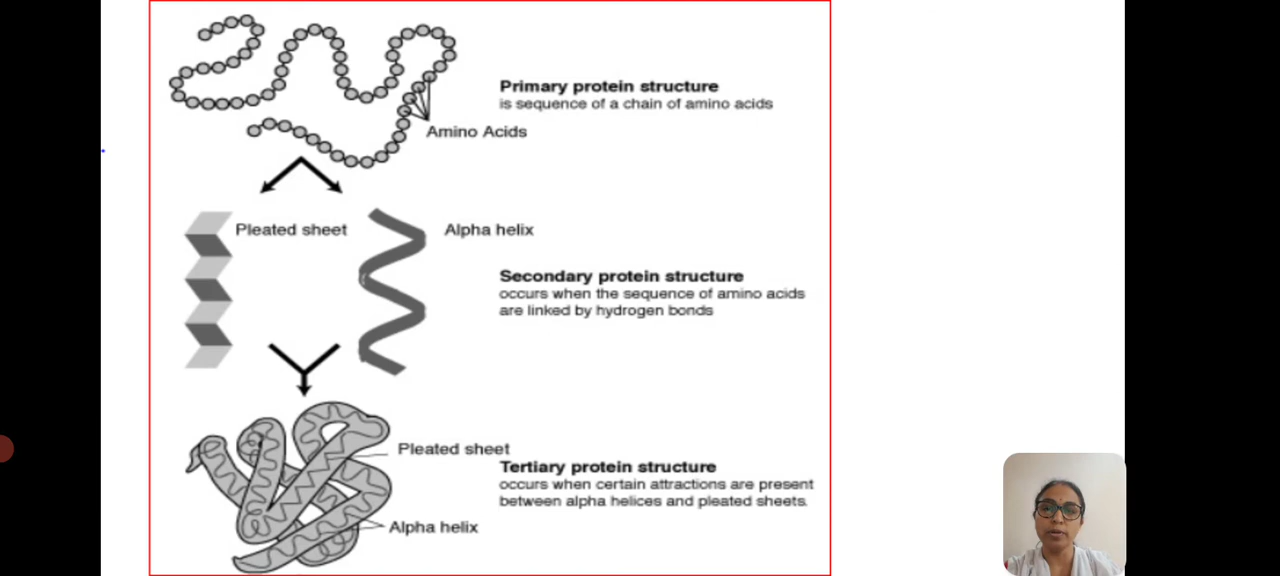 Primary protein structure
is sequence of a chain of amino acids
Amino Acids
Pleated sheet
Alpha helix
Secondary protein structure
occurs when the sequence of amino acids
are linked by hydrogen bonds
Pleated sheet
Tertiary protein structure
occurs when certain attractions are present
between alpha helices and pleated sheets.
Alpha helix